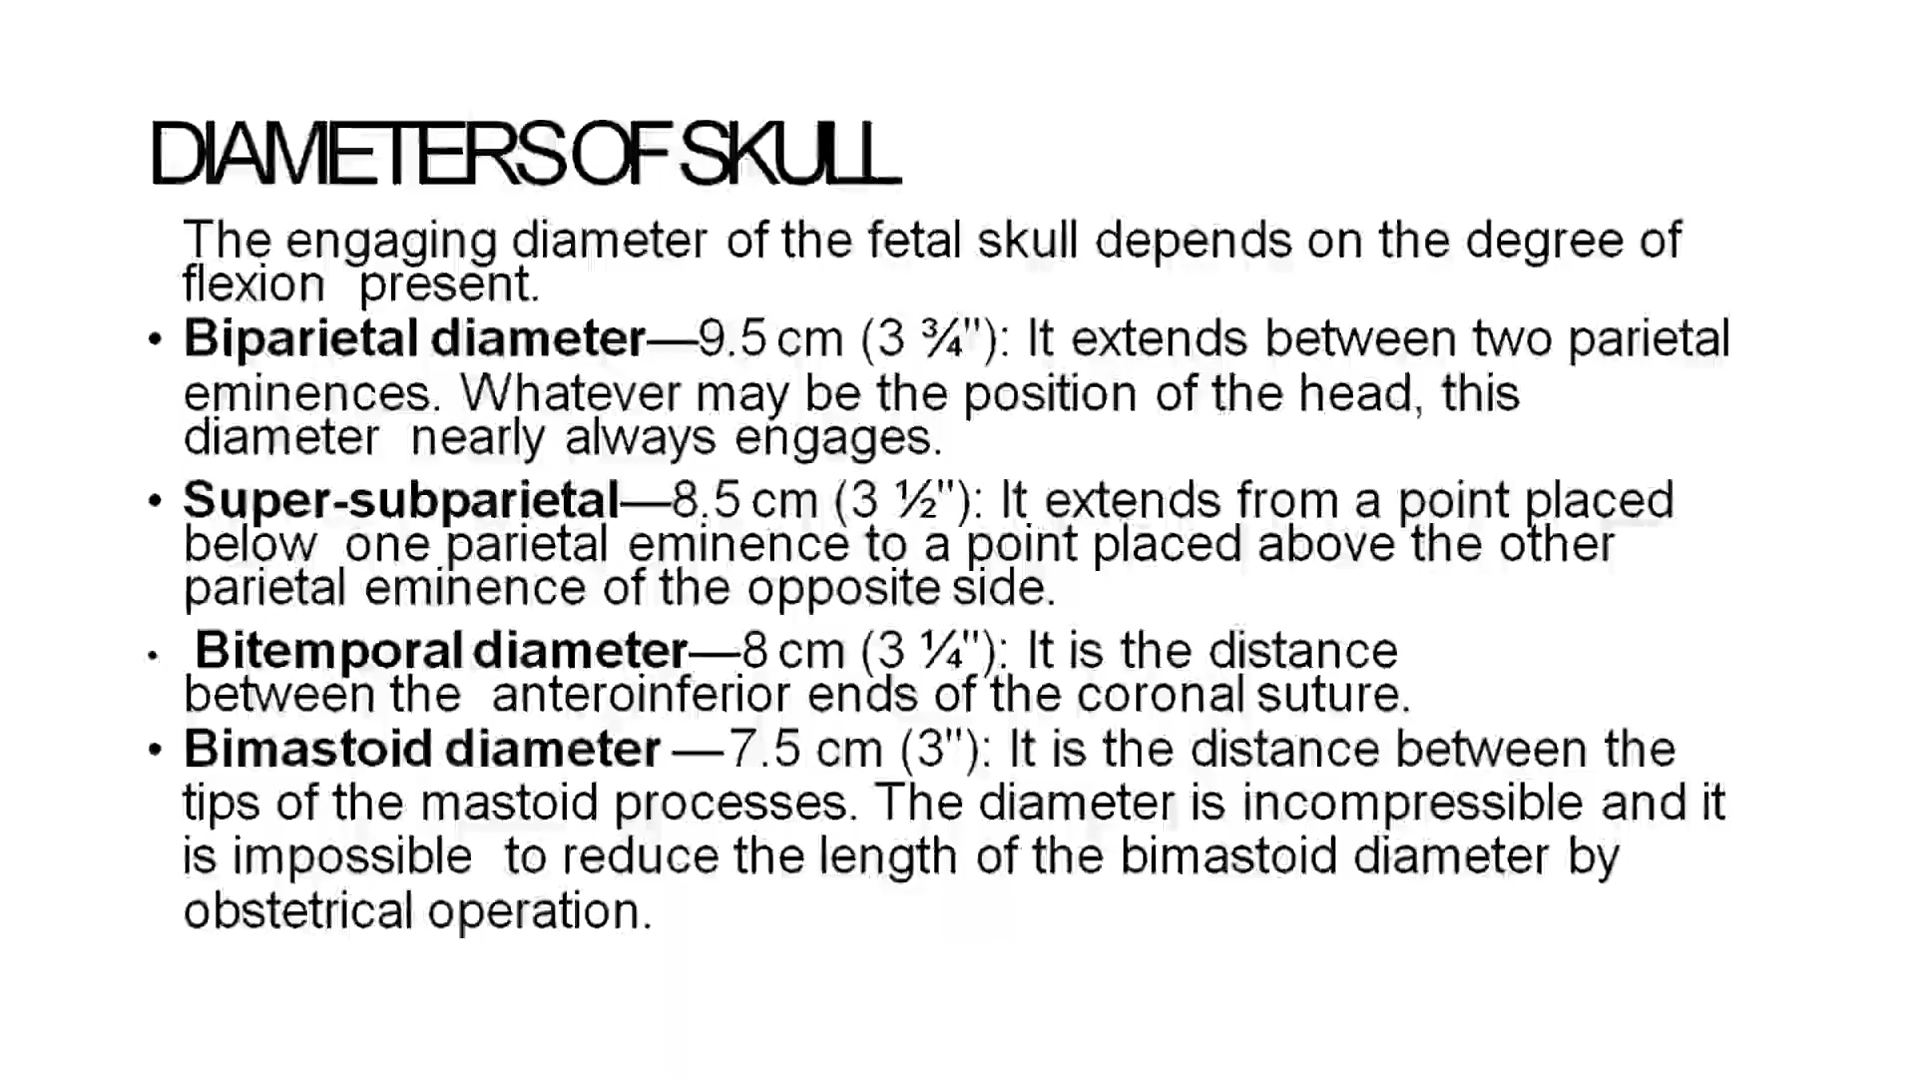 DIAMETERS OF SKULL
The engaging diameter of the fetal skull depends on the degree of
flexion present.
• Biparietal diameter—9.5 cm (3 ¾"): It extends between two parietal
eminences. Whatever may be the position of the head, this
diameter nearly always engages.
• Super-subparietal—8.5 cm (3 ½"): It extends from a point placed
below one parietal eminence to a point placed above the other
parietal eminence of the opposite side.
• Bitemporal diameter—8 cm (3 ¼"): It is the distance
between the anteroinferior ends of the coronal suture.
• Bimastoid diameter —7.5 cm (3"): It is the distance between the
tips of the mastoid processes. The diameter is incompressible and it
is impossible to reduce the length of the bimastoid diameter by
obstetrical operation.